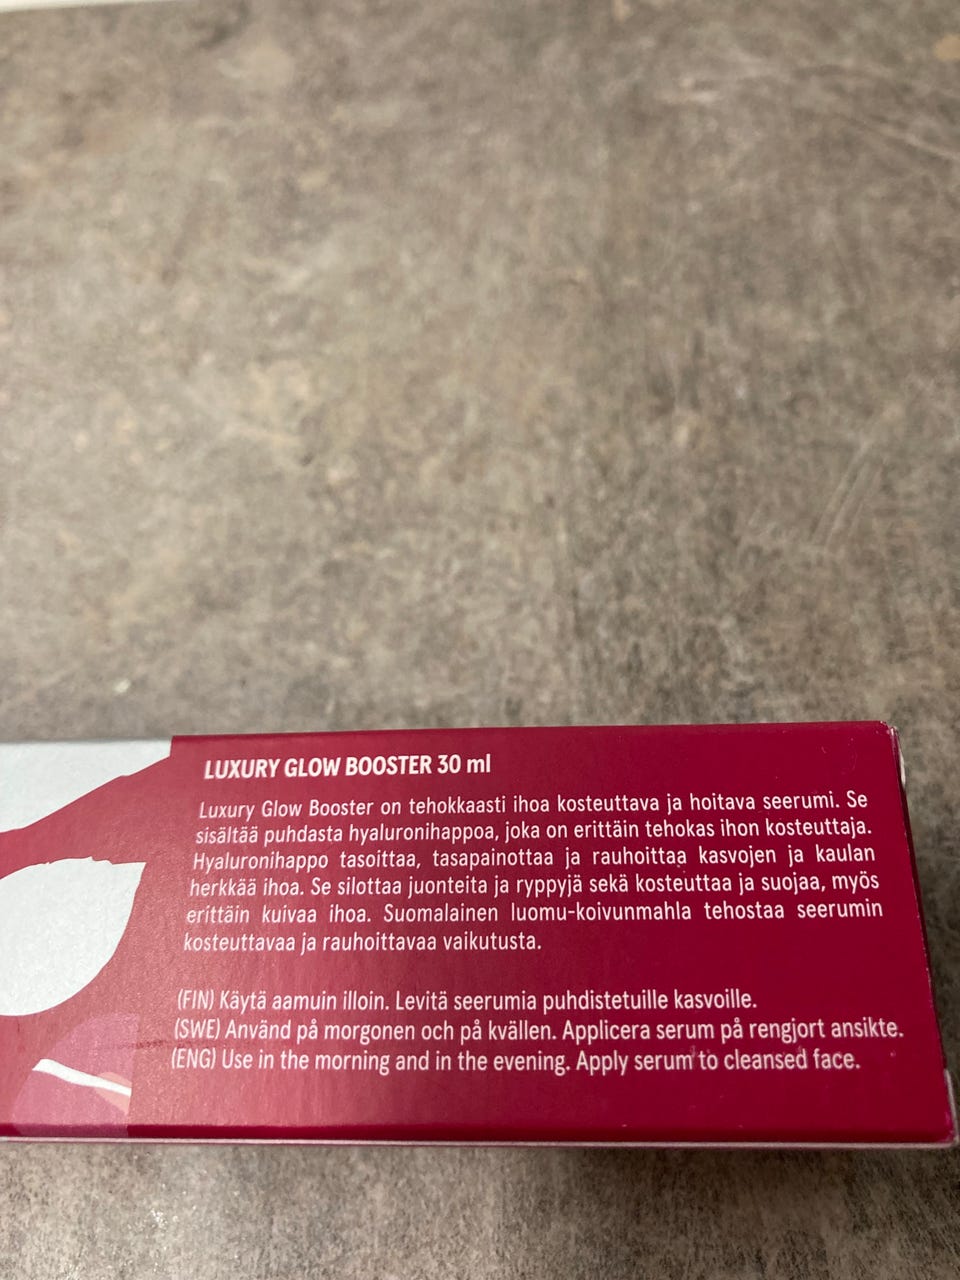 LUXURY GLOW BOOSTER 30 ml
Luxury Glow Booster on tehokkaasti ihoa kosteuttava ja hoitava seerumi. Se
sisältää puhdasta hyaluronihappoa, joka on erittäin tehokas ihon kosteuttaja.
Hyaluronihappo tasoittaa, tasapainottaa ja rauhoittaa kasvojen ja kaulan
herkkää ihoa. Se silottaa juonteita ja ryppyjä sekä kosteuttaa ja suojaa, myös
erittäin kuivaa ihoa. Suomalainen luomu-koivunmahla tehostaa seerumin
kosteuttavaa ja rauhoittavaa vaikutusta.
(FIN) Käytä aamuin illoin. Levitä seerumia puhdistetuille kasvoille.
(SWE) Använd på morgonen och på kvällen. Applicera serum på rengjort ansikte.
(ENG) Use in the morning and in the evening. Apply serum to cleansed face.